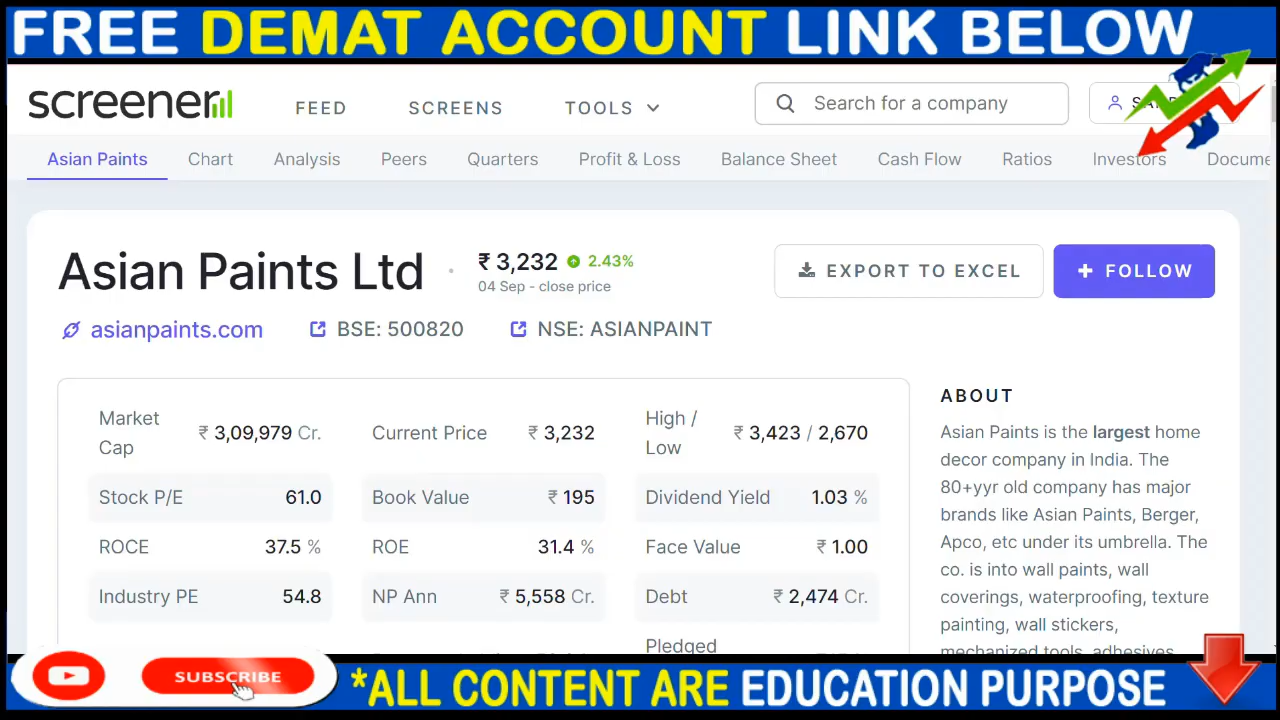 FREE DEMAT ACCOUNT LINK BELOW
screener
FEED SCREENS TOOLS
Search for a company
Asian Paints Chart Analysis Peers Quarters Profit & Loss Balance Sheet Cash Flow Ratios Investors Docume
Asian Paints Ltd
₹ 3,232 2.43%
04 Sep - close price
EXPORT TO EXCEL
+ FOLLOW
asianpaints.com BSE: 500820 NSE: ASIANPAINT
Market Cap ₹ 3,09,979 Cr. Current Price ₹ 3,232 High / Low ₹ 3,423 / 2,670
Stock P/E 61.0 Book Value ₹ 195 Dividend Yield 1.03 %
ROCE 37.5 % ROE 31.4 % Face Value ₹ 1.00
Industry PE 54.8 NP Ann ₹ 5,558 Cr. Debt ₹ 2,474 Cr.
Pledged
ABOUT
Asian Paints is the largest home
decor company in India. The
80+yyr old company has major
brands like Asian Paints, Berger,
Apco, etc under its umbrella. The
co. is into wall paints, wall
coverings, waterproofing, texture
painting, wall stickers,
mechanized tools, adhesives
SUBSCRIBE
*ALL CONTENT ARE EDUCATION PURPOSE